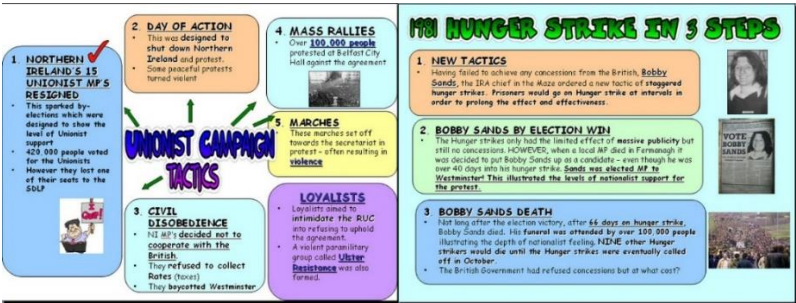 1. NORTHERN
IRELAND'S 15
UNIONIST MP'S
RESIGNED
• This sparked by-
elections which were
designed to show the
level of Unionist
support
• 420,000 people voted
for the Unionists
• However they lost one
of their seats to the
SDLP
I QUIT!
2. DAY OF ACTION
• This was designed to
shut down Northern
Ireland and protest.
• Some peaceful protests
turned violent
UNIONIST CAMPAIGN
TACTICS
3. CIVIL
DISOBEDIENCE
• NI MP's decided not to
cooperate with the
British.
• They refused to collect
Rates (taxes)
• They boycotted Westminster
4. MASS RALLIES
• Over 100,000 people
protested at Belfast City
Hall against the agreement
5. MARCHES
• These marches set off
towards the secretariat in
protest - often resulting in
violence
LOYALISTS
• Loyalists aimed to
intimidate the RUC
into refusing to uphold
the agreement.
• A violent paramilitary
group called Ulster
Resistance was also
formed.
1981 HUNGER STRIKE IN 3 STEPS
1. NEW TACTICS
• Having failed to achieve any concessions from the British, Bobby
Sands, the IRA chief in the Maze ordered a new tactic of staggered
hunger strikes. Prisoners would go on Hunger strike at intervals in
order to prolong the effect and effectiveness.
2. BOBBY SANDS BY ELECTION WIN
• The Hunger strikes only had the limited effect of massive publicity but
still no concessions. HOWEVER, when a local MP died in Fermanagh it
was decided to put Bobby Sands up as a candidate - even though he was
over 40 days into his hunger strike. Sands was elected MP to
Westminster! This illustrated the levels of nationalist support for
the protest.
VOTE
BOBBY
SANDS
3. BOBBY SANDS DEATH
• Not long after the election victory, after 66 days on hunger strike,
Bobby Sands died. His funeral was attended by over 100,000 people
illustrating the depth of nationalist feeling, NINE other Hunger
strikers would die until the Hunger strikes were eventually called
off in October.
• The British Government had refused concessions but at what cost?